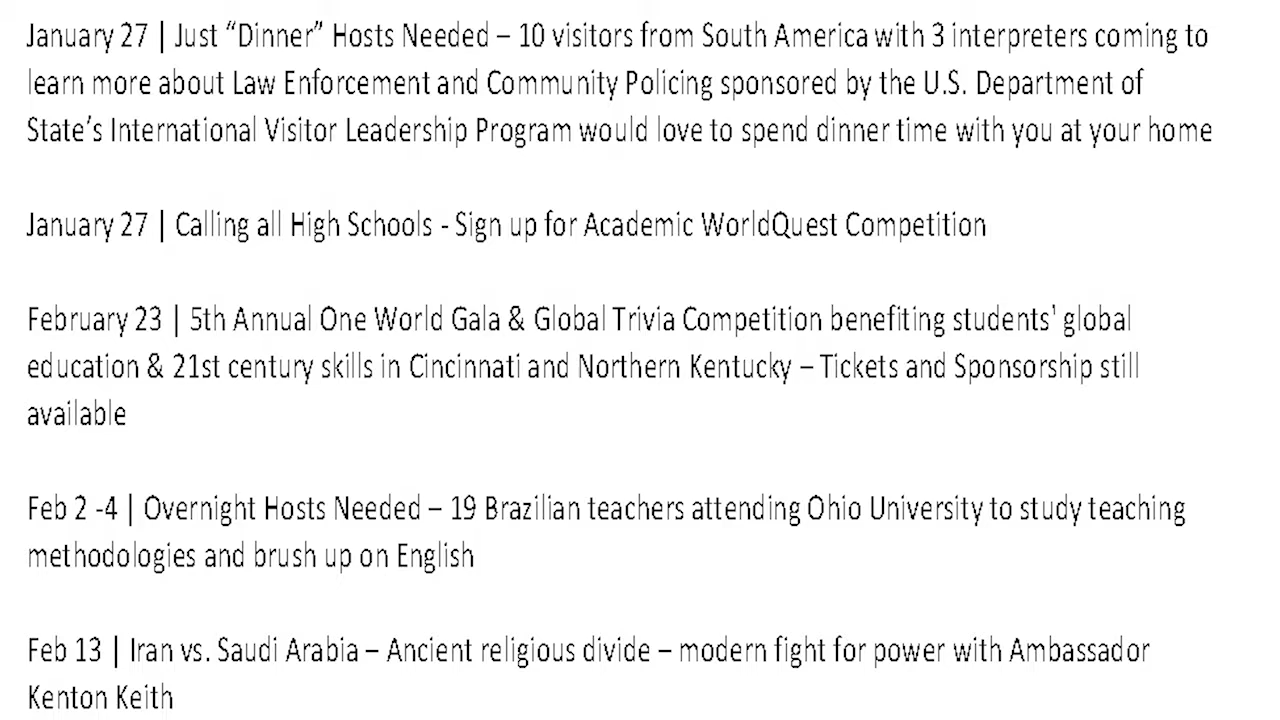 January 27 | Just “Dinner” Hosts Needed – 10 visitors from South America with 3 interpreters coming to
learn more about Law Enforcement and Community Policing sponsored by the U.S. Department of
State’s International Visitor Leadership Program would love to spend dinner time with you at your home
January 27 | Calling all High Schools - Sign up for Academic WorldQuest Competition
February 23 | 5th Annual One World Gala & Global Trivia Competition benefiting students' global
education & 21st century skills in Cincinnati and Northern Kentucky – Tickets and Sponsorship still
available
Feb 2 -4 | Overnight Hosts Needed – 19 Brazilian teachers attending Ohio University to study teaching
methodologies and brush up on English
Feb 13 | Iran vs. Saudi Arabia – Ancient religious divide – modern fight for power with Ambassador
Kenton Keith